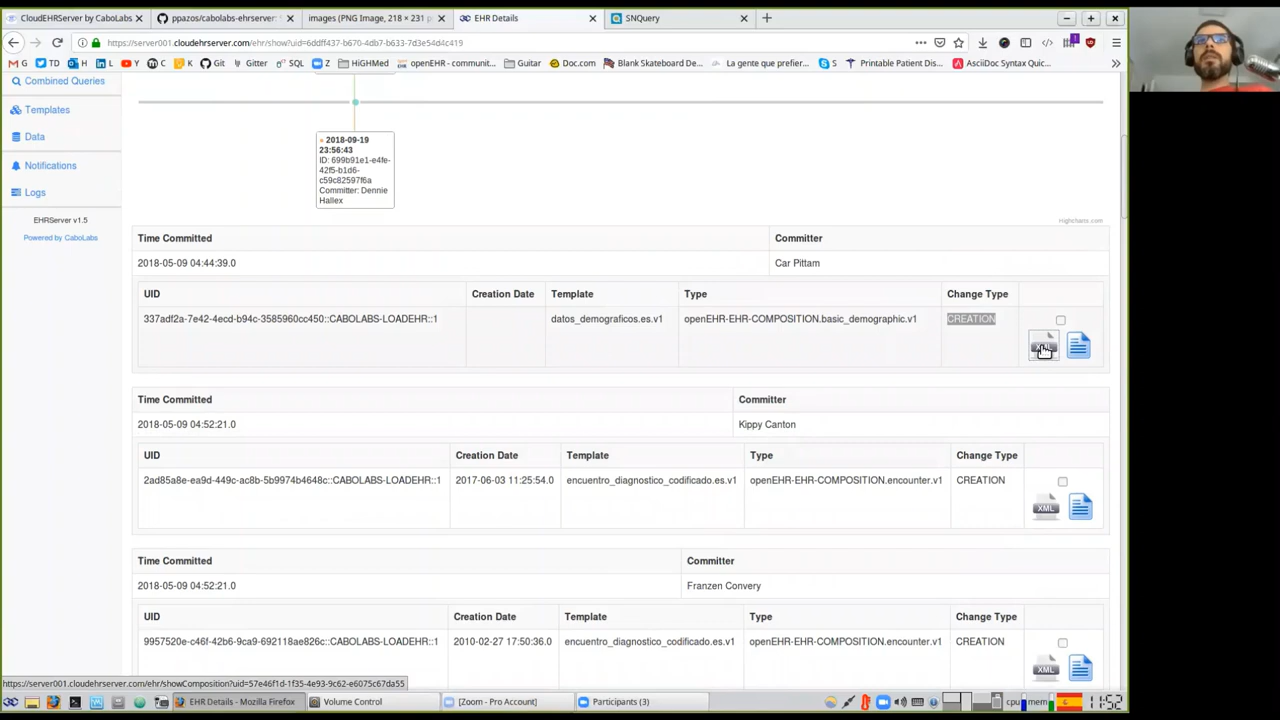 CloudEHRServer by CaboLabs
ppazos/cabolabs-ehrserver:
images (PNG Image, 218 × 231 p
EHR Details
SNQuery
https://server001.cloudehrserver.com/ehr/show?uid=6ddff437-b670-4db7-b633-7d3e54d4c419
G TD H L Y C K Git Gitter SQL Z HiGHMed openEHR - communit... Guitar Doc.com Blank Skateboard De... La gente que prefier... S Printable Patient Dis... AsciiDoc Syntax Quic...
Combined Queries
Templates
Data
Notifications
Logs
EHRServer v1.5
Powered by CaboLabs
2018-09-19
23:56:43
ID: 699b91e1-e4fe-
42f5-b1d6-
c59c82597f6a
Committer: Dennie
Hallex
Highcharts.com
Time Committed Committer
2018-05-09 04:44:39.0 Car Pittam
UID Creation Date Template Type Change Type
337adf2a-7e42-4ecd-b94c-3585960cc450::CABOLABS-LOADEHR::1 datos_demograficos.es.v1 openEHR-EHR-COMPOSITION.basic_demographic.v1 CREATION
XML
Time Committed Committer
2018-05-09 04:52:21.0 Kippy Canton
UID Creation Date Template Type Change Type
2ad85a8e-ea9d-449c-ac8b-5b9974b4648c::CABOLABS-LOADEHR::1 2017-06-03 11:25:54.0 encuentro_diagnostico_codificado.es.v1 openEHR-EHR-COMPOSITION.encounter.v1 CREATION
XML
Time Committed Committer
2018-05-09 04:52:21.0 Franzen Convery
UID Creation Date Template Type Change Type
9957520e-c46f-42b6-9ca9-692118ae826c::CABOLABS-LOADEHR::1 2010-02-27 17:50:36.0 encuentro_diagnostico_codificado.es.v1 openEHR-EHR-COMPOSITION.encounter.v1 CREATION
XML
https://server001.cloudehrserver.com/ehr/showComposition?uid=57e46f1d-1f35-4e93-9c62-e6075c67da55
EHR Details - Mozilla Firefox Volume Control [Zoom - Pro Account] Participants (3) cpu mem 11:52